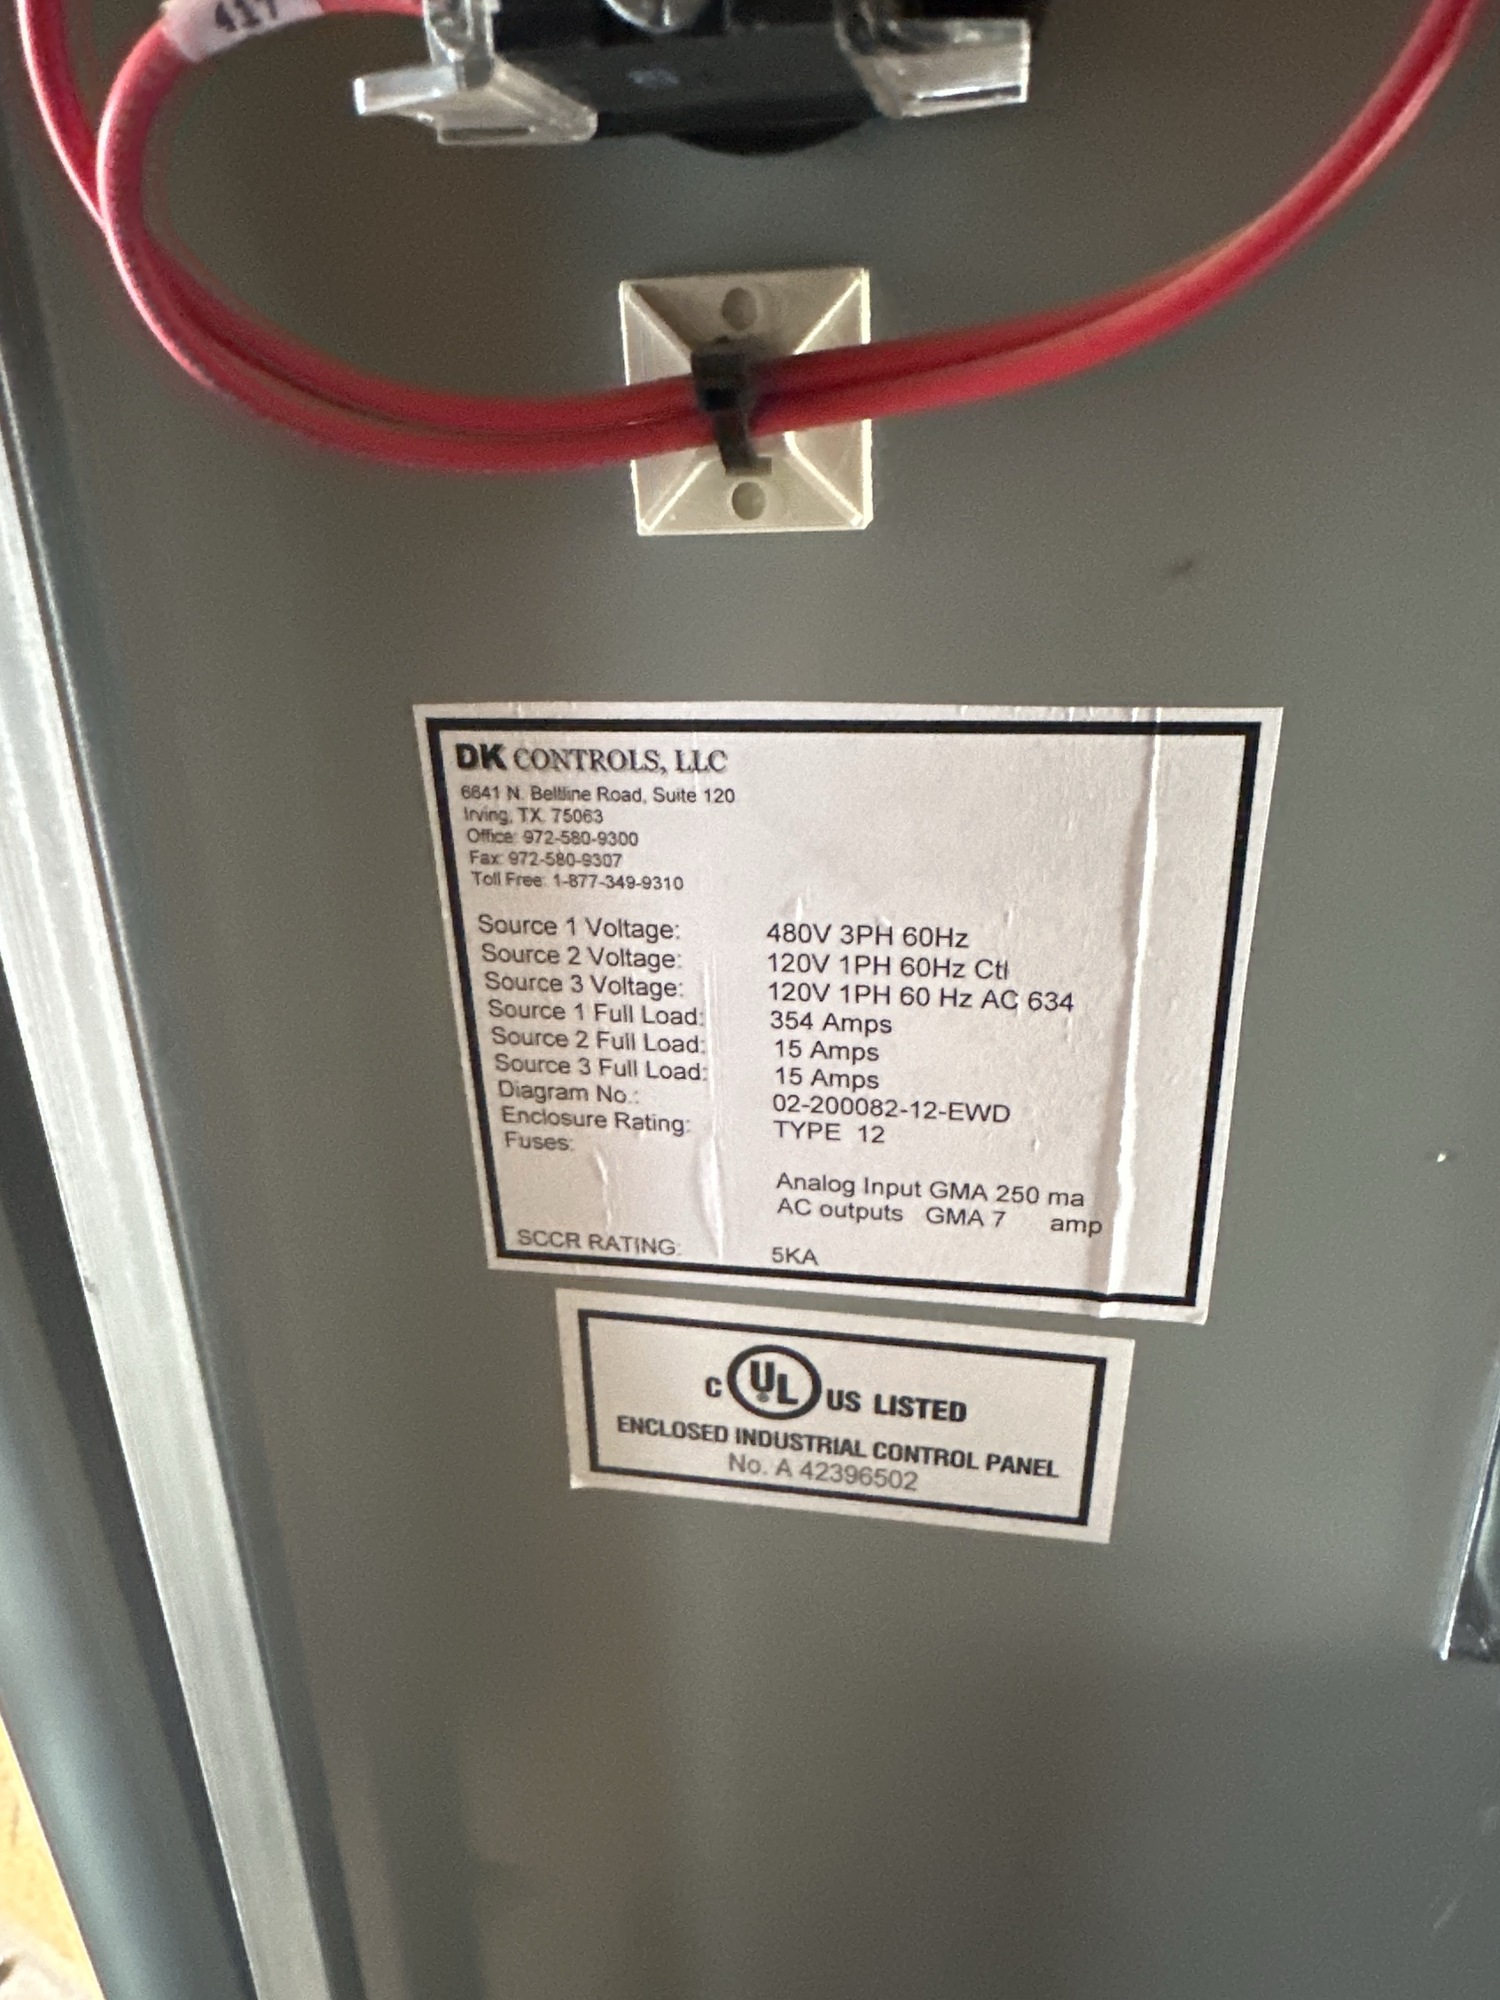 417
DK CONTROLS, LLC
6641 N. Beltline Road, Suite 120
Irving, TX. 75063
Office: 972-580-9300
Fax: 972-580-9307
Toll Free: 1-877-349-9310
Source 1 Voltage: 480V 3PH 60Hz
Source 2 Voltage: 120V 1PH 60Hz Ctl
Source 3 Voltage: 120V 1PH 60 Hz AC 634
Source 1 Full Load: 354 Amps
Source 2 Full Load: 15 Amps
Source 3 Full Load: 15 Amps
Diagram No.: 02-200082-12-EWD
Enclosure Rating: TYPE 12
Fuses:
Analog Input GMA 250 ma
AC outputs GMA 7 amp
SCCR RATING: 5KA
C UL US LISTED
ENCLOSED INDUSTRIAL CONTROL PANEL
No. A 42396502